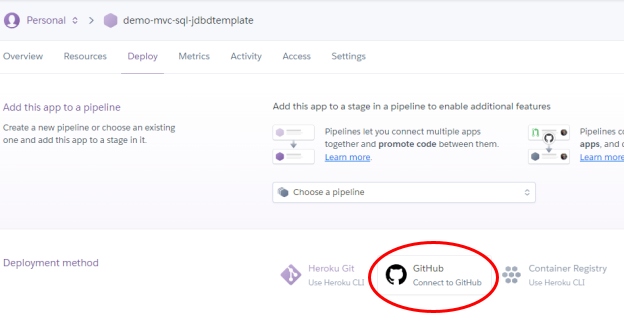 Personal > demo-mvc-sql-jdbdtemplate
Overview Resources Deploy Metrics Activity Access Settings
Add this app to a pipeline
Create a new pipeline or choose an existing
one and add this app to a stage in it.
Add this app to a stage in a pipeline to enable additional features
Pipelines let you connect multiple apps
together and promote code between them.
Learn more.
Pipelines co
apps, and c
Learn more
Choose a pipeline
Deployment method
Heroku Git
Use Heroku CLI
GitHub
Connect to GitHub
Container Registry
Use Heroku CLI